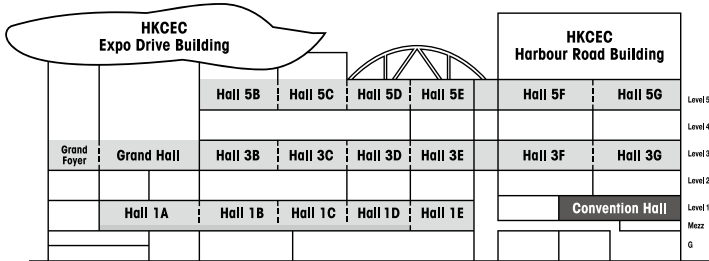 HKCEC
Expo Drive Building
HKCEC
Harbour Road Building
Hall 5B Hall 5C Hall 5D Hall 5E Hall 5F Hall 5G Level 5
Level 4
Grand
Foyer
Grand Hall Hall 3B Hall 3C Hall 3D Hall 3E Hall 3F Hall 3G Level 3
Level 2
Hall 1A Hall 1B Hall 1C Hall 1D Hall 1E Convention Hall Level 1
Mezz
G